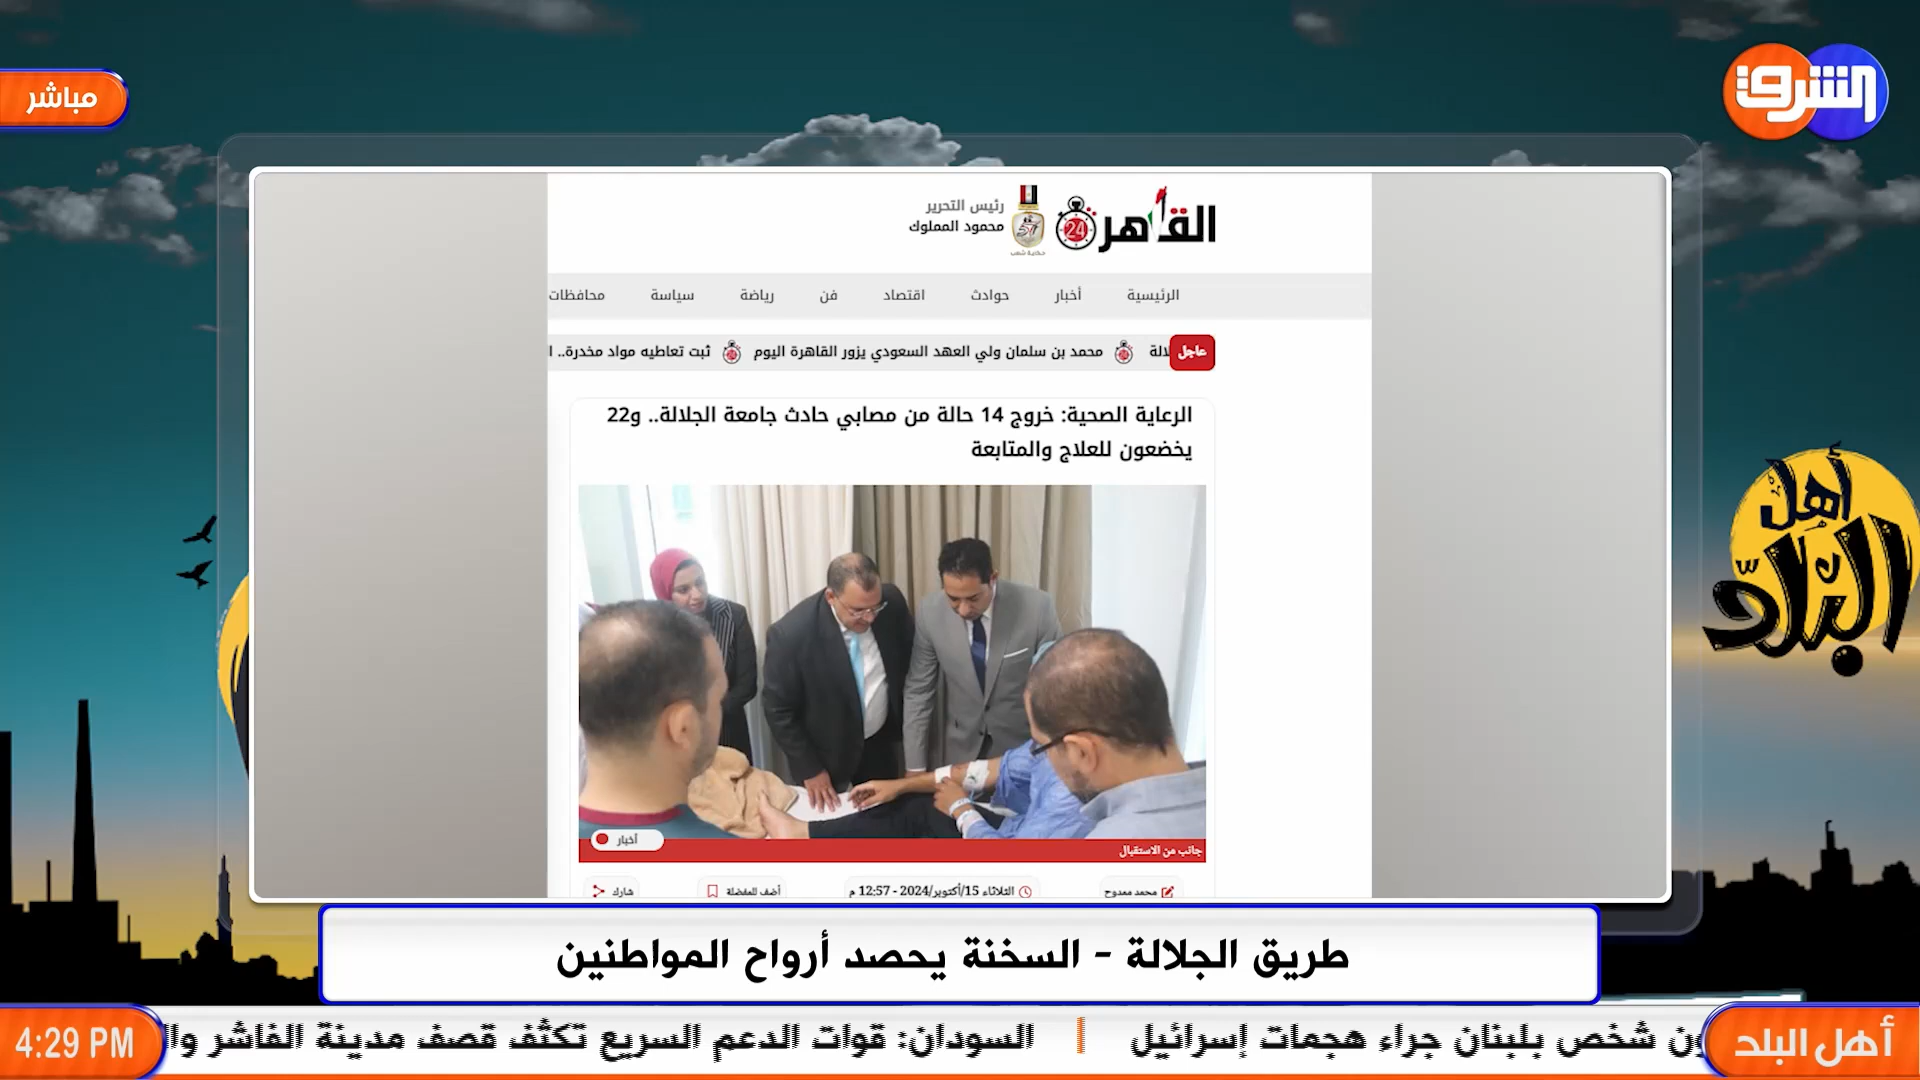 مباشر
الشرق
القاهرة 24
رئيس التحرير
محمود المملوك
الرئيسية أخبار حوادث اقتصاد فن رياضة سياسة محافظات
عاجل لالة محمد بن سلمان ولي العهد السعودي يزور القاهرة اليوم ثبت تعاطيه مواد مخدرة.. ا
الرعاية الصحية: خروج 14 حالة من مصابي حادث جامعة الجلالة.. و22
يخضعون للعلاج والمتابعة
أخبار
جانب من الاستقبال
محمد ممدوح الثلاثاء 15/أكتوبر/2024 - 12:57 م أضف للمفضلة شارك
أهل
البلد
طريق الجلالة - السخنة يحصد أرواح المواطنين
أهل البلد ون شخص بلبنان جراء هجمات إسرائيل | السودان: قوات الدعم السريع تكثف قصف مدينة الفاشر وال
4:29 PM